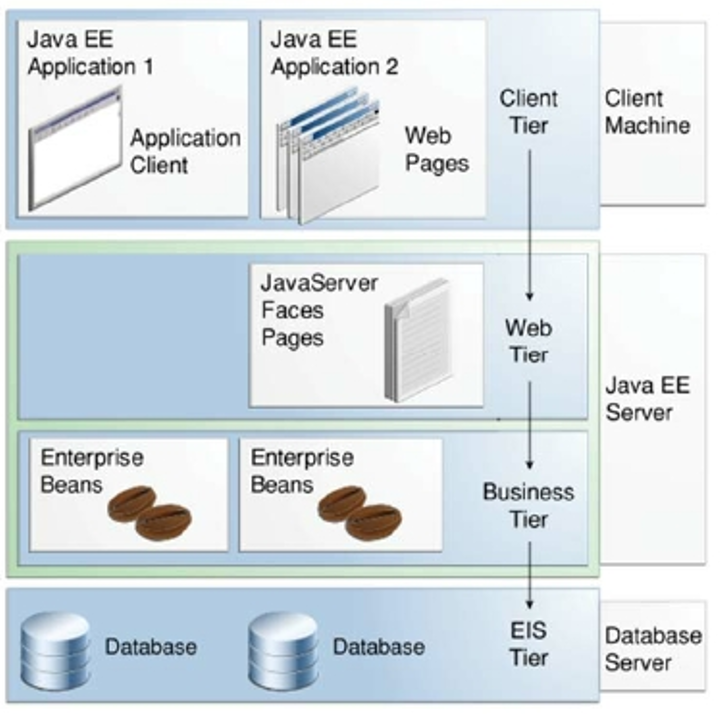 Java EE
Application 1
Application
Client
Java EE
Application 2
Web
Pages
Client
Tier
Client
Machine
JavaServer
Faces
Pages
Web
Tier
Java EE
Server
Enterprise
Beans
Enterprise
Beans
Business
Tier
Database
Database
EIS
Tier
Database
Server